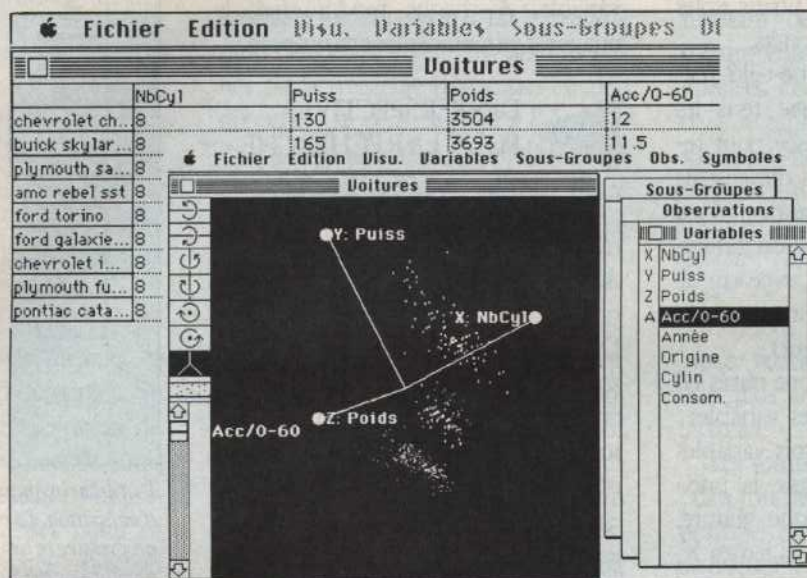 Fichier Edition Visu. Variables Sous-Groupes
Voitures
NbCyl Puiss Poids Acc/0-60
chevrolet ch... 8 130 3504 12
buick skylar... 8 165 3693 11.5
plymouth sa... 8
amc rebel sst 8
ford torino 8
ford galaxie... 8
chevrolet i... 8
plymouth fu... 8
pontiac cata... 8
Fichier Edition Visu. Variables Sous-Groupes Obs. Symboles
Voitures
Y: Puiss
X: NbCyl
Z: Poids
Acc/0-60
Sous-Groupes
Observations
Variables
X NbCyl
Y Puiss
Z Poids
A Acc/0-60
Année
Origine
Cylin
Consom.